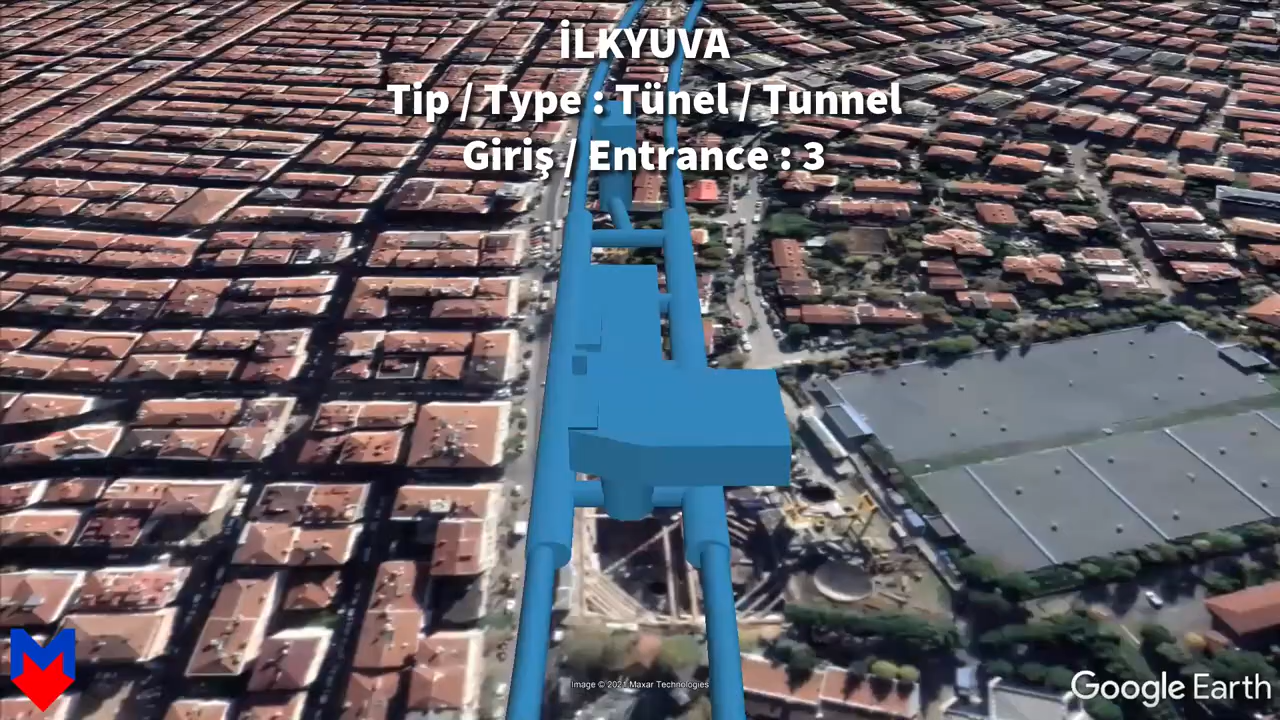 İLKYUVA
Tip / Type : Tünel / Tunnel
Giriş / Entrance : 3
Image © 2021 Maxar Technologies
Google Earth